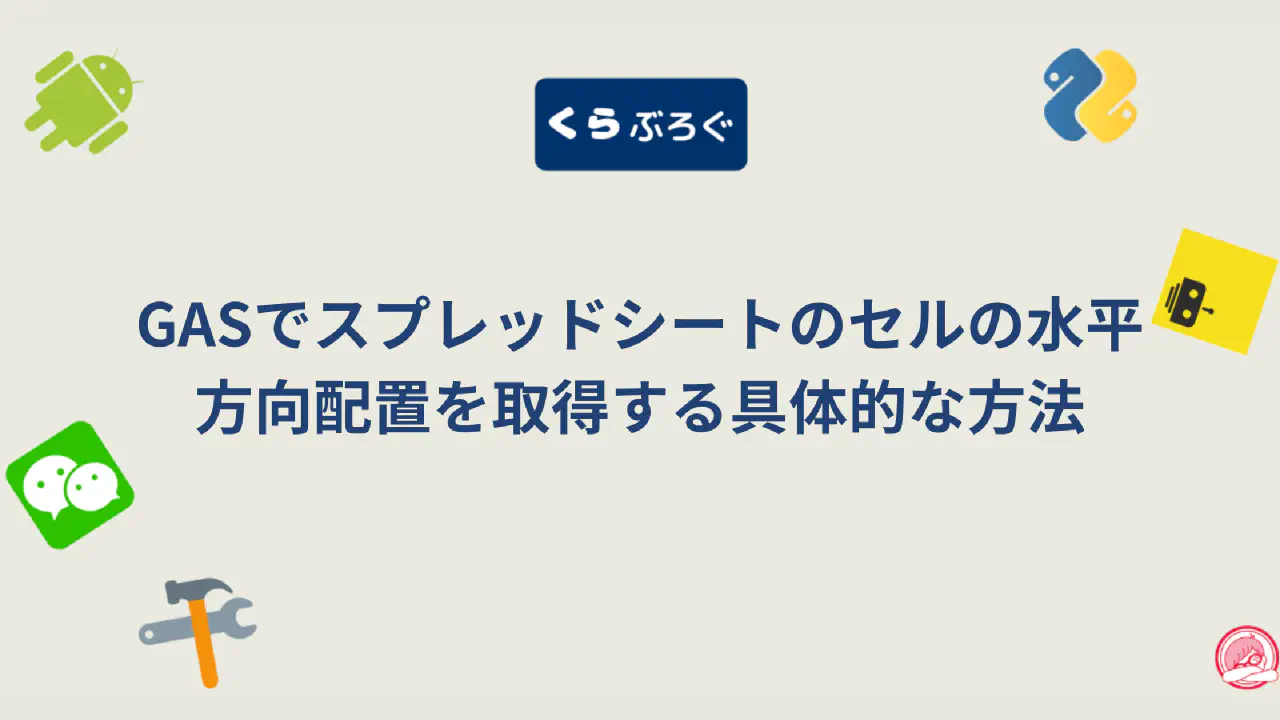 くらぶろぐ
GASでスプレッドシートのセルの水平
方向配置を取得する具体的な方法